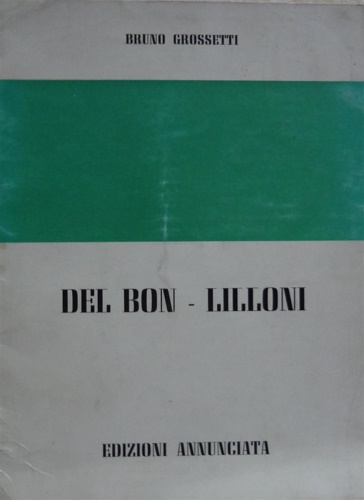 BRUNO GROSSETTI
DEL BON - LILLONI
EDIZIONI ANNUNCIATA